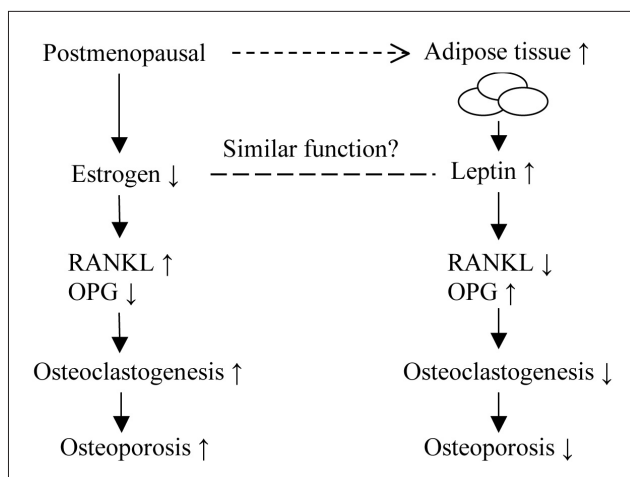 Postmenopausal
Adipose tissue ↑
Similar function?
Estrogen ↓
Leptin ↑
RANKL ↑
OPG ↓
RANKL ↓
OPG ↑
Osteoclastogenesis ↑
Osteoclastogenesis ↓
Osteoporosis ↑
Osteoporosis ↓